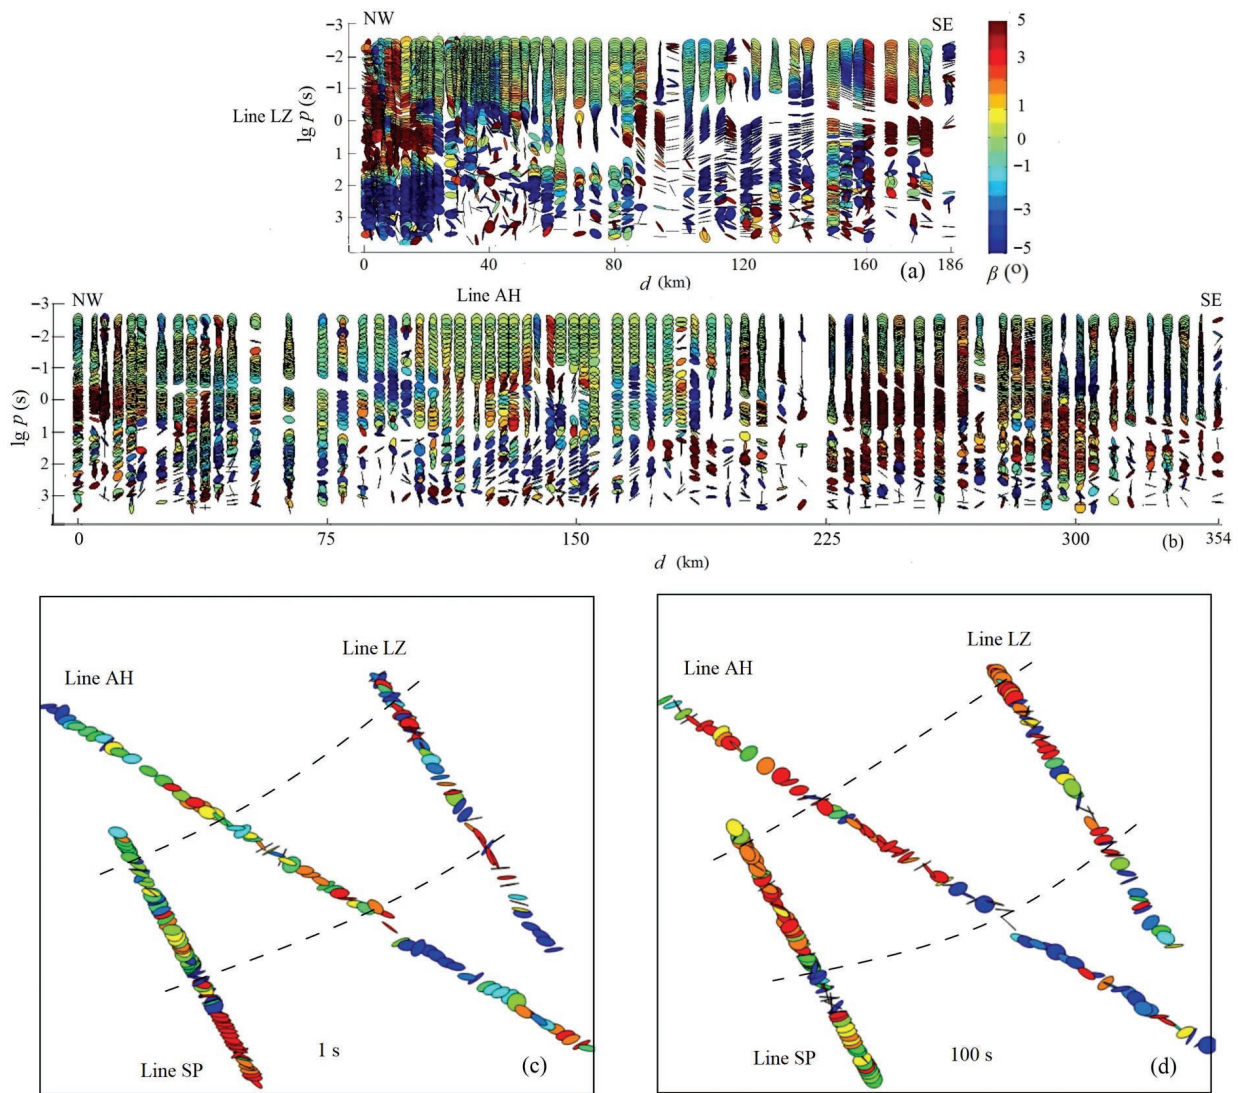 NW
SE
Line LZ
lg p (s)
−3
−2
−1
0
1
2
3
0
40
80
120
160
186
d (km)
(a)
5
3
1
0
−1
−3
−5
β (°)
Line AH
NW
SE
lg p (s)
−3
−2
−1
0
1
2
3
0
75
150
225
300
354
d (km)
(b)
Line AH
Line LZ
Line SP
1 s
(c)
Line AH
Line LZ
Line SP
100 s
(d)